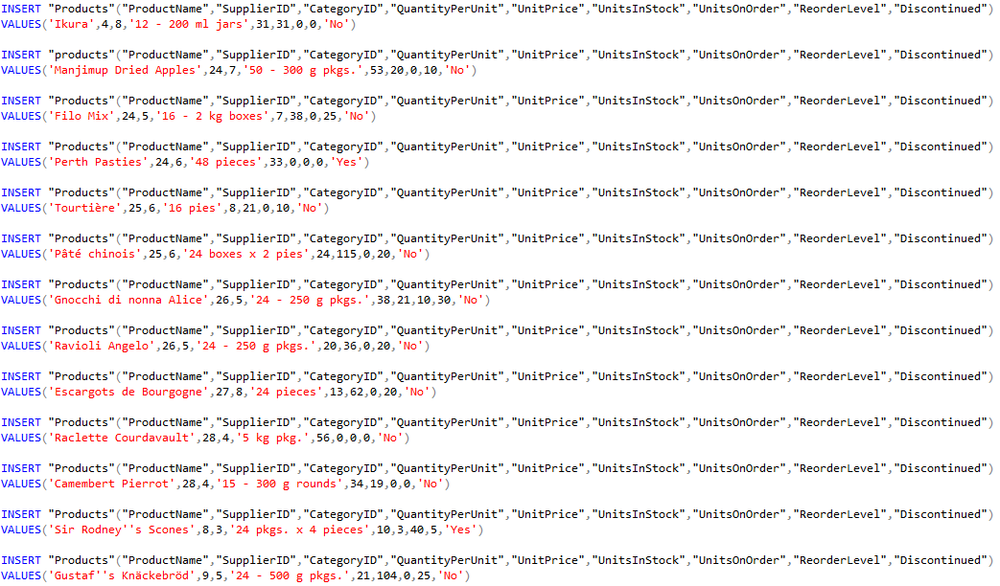 INSERT "Products"("ProductName","SupplierID","CategoryID","QuantityPerUnit","UnitPrice","UnitsInStock","UnitsOnOrder","ReorderLevel","Discontinued")
VALUES('Ikura',4,8,'12 - 200 ml jars',31,31,0,0,'No')
INSERT "products"("ProductName","SupplierID","CategoryID","QuantityPerUnit","UnitPrice","UnitsInStock","UnitsOnOrder","ReorderLevel","Discontinued")
VALUES('Manjimup Dried Apples',24,7,'50 - 300 g pkgs.',53,20,0,10,'No')
INSERT "Products"("ProductName","SupplierID","CategoryID","QuantityPerUnit","UnitPrice","UnitsInStock","UnitsOnOrder","ReorderLevel","Discontinued")
VALUES('Filo Mix',24,5,'16 - 2 kg boxes',7,38,0,25,'No')
INSERT "Products"("ProductName","SupplierID","CategoryID","QuantityPerUnit","UnitPrice","UnitsInStock","UnitsOnOrder","ReorderLevel","Discontinued")
VALUES('Perth Pasties',24,6,'48 pieces',33,0,0,0,'Yes')
INSERT "Products"("ProductName","SupplierID","CategoryID","QuantityPerUnit","UnitPrice","UnitsInStock","UnitsOnOrder","ReorderLevel","Discontinued")
VALUES('Tourtière',25,6,'16 pies',8,21,0,10,'No')
INSERT "Products"("ProductName","SupplierID","CategoryID","QuantityPerUnit","UnitPrice","UnitsInStock","UnitsOnOrder","ReorderLevel","Discontinued")
VALUES('Pâté chinois',25,6,'24 boxes x 2 pies',24,115,0,20,'No')
INSERT "Products"("ProductName","SupplierID","CategoryID","QuantityPerUnit","UnitPrice","UnitsInStock","UnitsOnOrder","ReorderLevel","Discontinued")
VALUES('Gnocchi di nonna Alice',26,5,'24 - 250 g pkgs.',38,21,10,30,'No')
INSERT "Products"("ProductName","SupplierID","CategoryID","QuantityPerUnit","UnitPrice","UnitsInStock","UnitsOnOrder","ReorderLevel","Discontinued")
VALUES('Ravioli Angelo',26,5,'24 - 250 g pkgs.',20,36,0,20,'No')
INSERT "Products"("ProductName","SupplierID","CategoryID","QuantityPerUnit","UnitPrice","UnitsInStock","UnitsOnOrder","ReorderLevel","Discontinued")
VALUES('Escargots de Bourgogne',27,8,'24 pieces',13,62,0,20,'No')
INSERT "Products"("ProductName","SupplierID","CategoryID","QuantityPerUnit","UnitPrice","UnitsInStock","UnitsOnOrder","ReorderLevel","Discontinued")
VALUES('Raclette Courdavault',28,4,'5 kg pkg.',56,0,0,0,'No')
INSERT "Products"("ProductName","SupplierID","CategoryID","QuantityPerUnit","UnitPrice","UnitsInStock","UnitsOnOrder","ReorderLevel","Discontinued")
VALUES('Camembert Pierrot',28,4,'15 - 300 g rounds',34,19,0,0,'No')
INSERT "Products"("ProductName","SupplierID","CategoryID","QuantityPerUnit","UnitPrice","UnitsInStock","UnitsOnOrder","ReorderLevel","Discontinued")
VALUES('Sir Rodney''s Scones',8,3,'24 pkgs. x 4 pieces',10,3,40,5,'Yes')
INSERT "Products"("ProductName","SupplierID","CategoryID","QuantityPerUnit","UnitPrice","UnitsInStock","UnitsOnOrder","ReorderLevel","Discontinued")
VALUES('Gustaf''s Knäckebröd',9,5,'24 - 500 g pkgs.',21,104,0,25,'No')